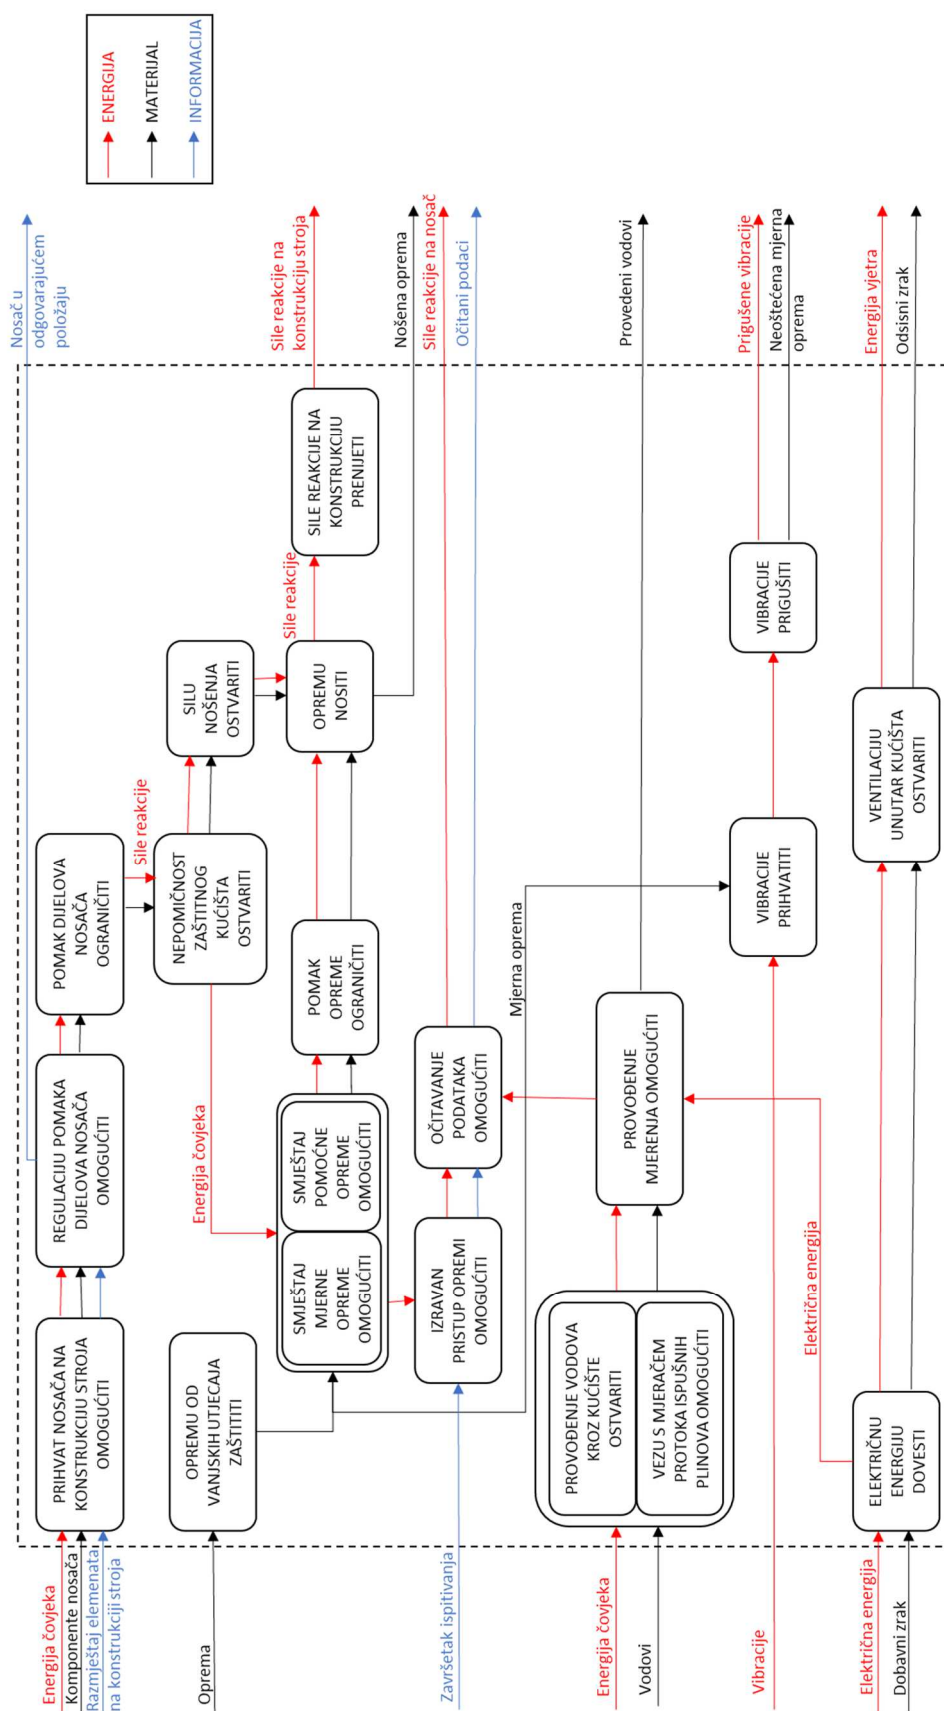 ENERGIJA
MATERIJAL
INFORMACIJA
Energija čovjeka
Komponente nosača
Razmještaj elemenata
na konstrukciji stroja
PRIHVAT NOSAČA NA
KONSTRUKCIJU STROJA
OMOGUĆITI
REGULACIJU POMAKA
DIJELOVA NOSAČA
OMOGUĆITI
POMAK DIJELOVA
NOSAČA
OGRANIČITI
Nosač u
odgovarajućem
položaju
Sile reakcije
NEPOMIČNOST
ZAŠTITNOG
KUĆIŠTA
OSTVARITI
SILU
NOŠENJA
OSTVARITI
Oprema
OPREMU OD
VANJSKIH UTJECAJA
ZAŠTITITI
Energija čovjeka
SMJEŠTAJ
MJERNE
OPREME
OMOGUĆITI
SMJEŠTAJ
POMOĆNE
OPREME
OMOGUĆITI
POMAK
OPREME
OGRANIČITI
OPREMU
NOSITI
Sile reakcije
SILE REAKCIJE NA
KONSTRUKCIJU
PRENIJETI
Sile reakcije na
konstrukciju stroja
Nošena oprema
Sile reakcije na nosač
Očitani podaci
Završetak ispitivanja
IZRAVAN
PRISTUP OPREMI
OMOGUĆITI
OČITAVANJE
PODATAKA
OMOGUĆITI
Mjerna oprema
Energija čovjeka
Vodovi
PROVOĐENJE VODOVA
KROZ KUĆIŠTE
OSTVARITI
VEZU S MJERAČEM
PROTOKA ISPUŠNIH
PLINOVA OMOGUĆITI
PROVOĐENJE
MJERENJA OMOGUĆITI
Provedeni vodovi
Vibracije
VIBRACIJE
PRIHVATITI
VIBRACIJE
PRIGUŠITI
Prigušene vibracije
Neoštećena mjerna
oprema
Električna energija
Električna energija
Dobavni zrak
ELEKTRIČNU
ENERGIJU
DOVESTI
VENTILACIJU
UNUTAR KUĆIŠTA
OSTVARITI
Energija vjetra
Odsisni zrak